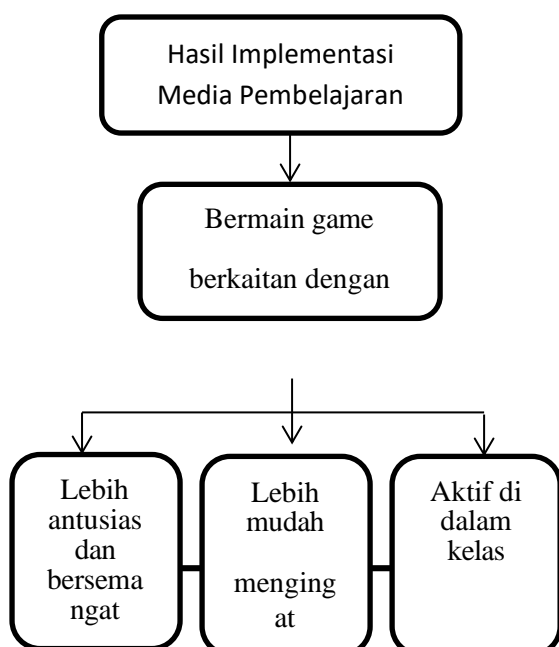 Hasil Implementasi
Media Pembelajaran
Bermain game
berkaitan dengan
Lebih
antusias
dan
bersema
ngat
Lebih
mudah
menging
at
Aktif di
dalam
kelas